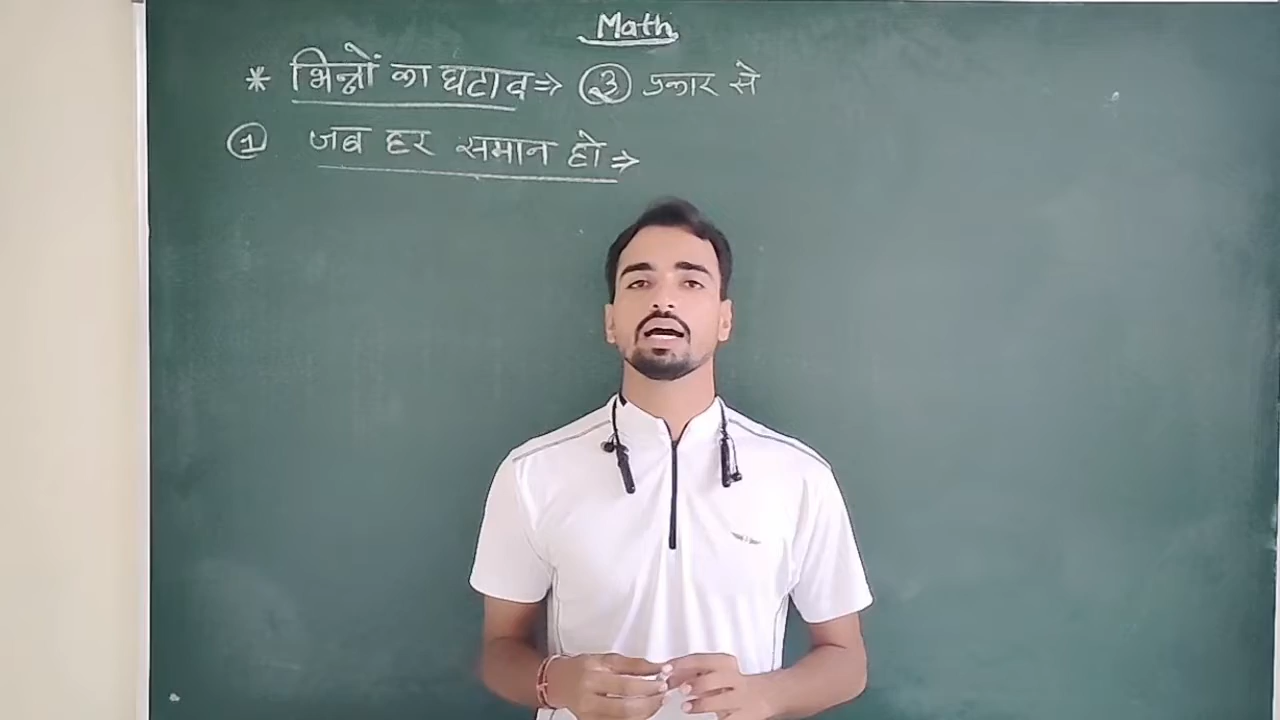 Math
* भिन्नों का घटाव ⇒ ③ प्रकार से
① जब हर समान हो ⇒